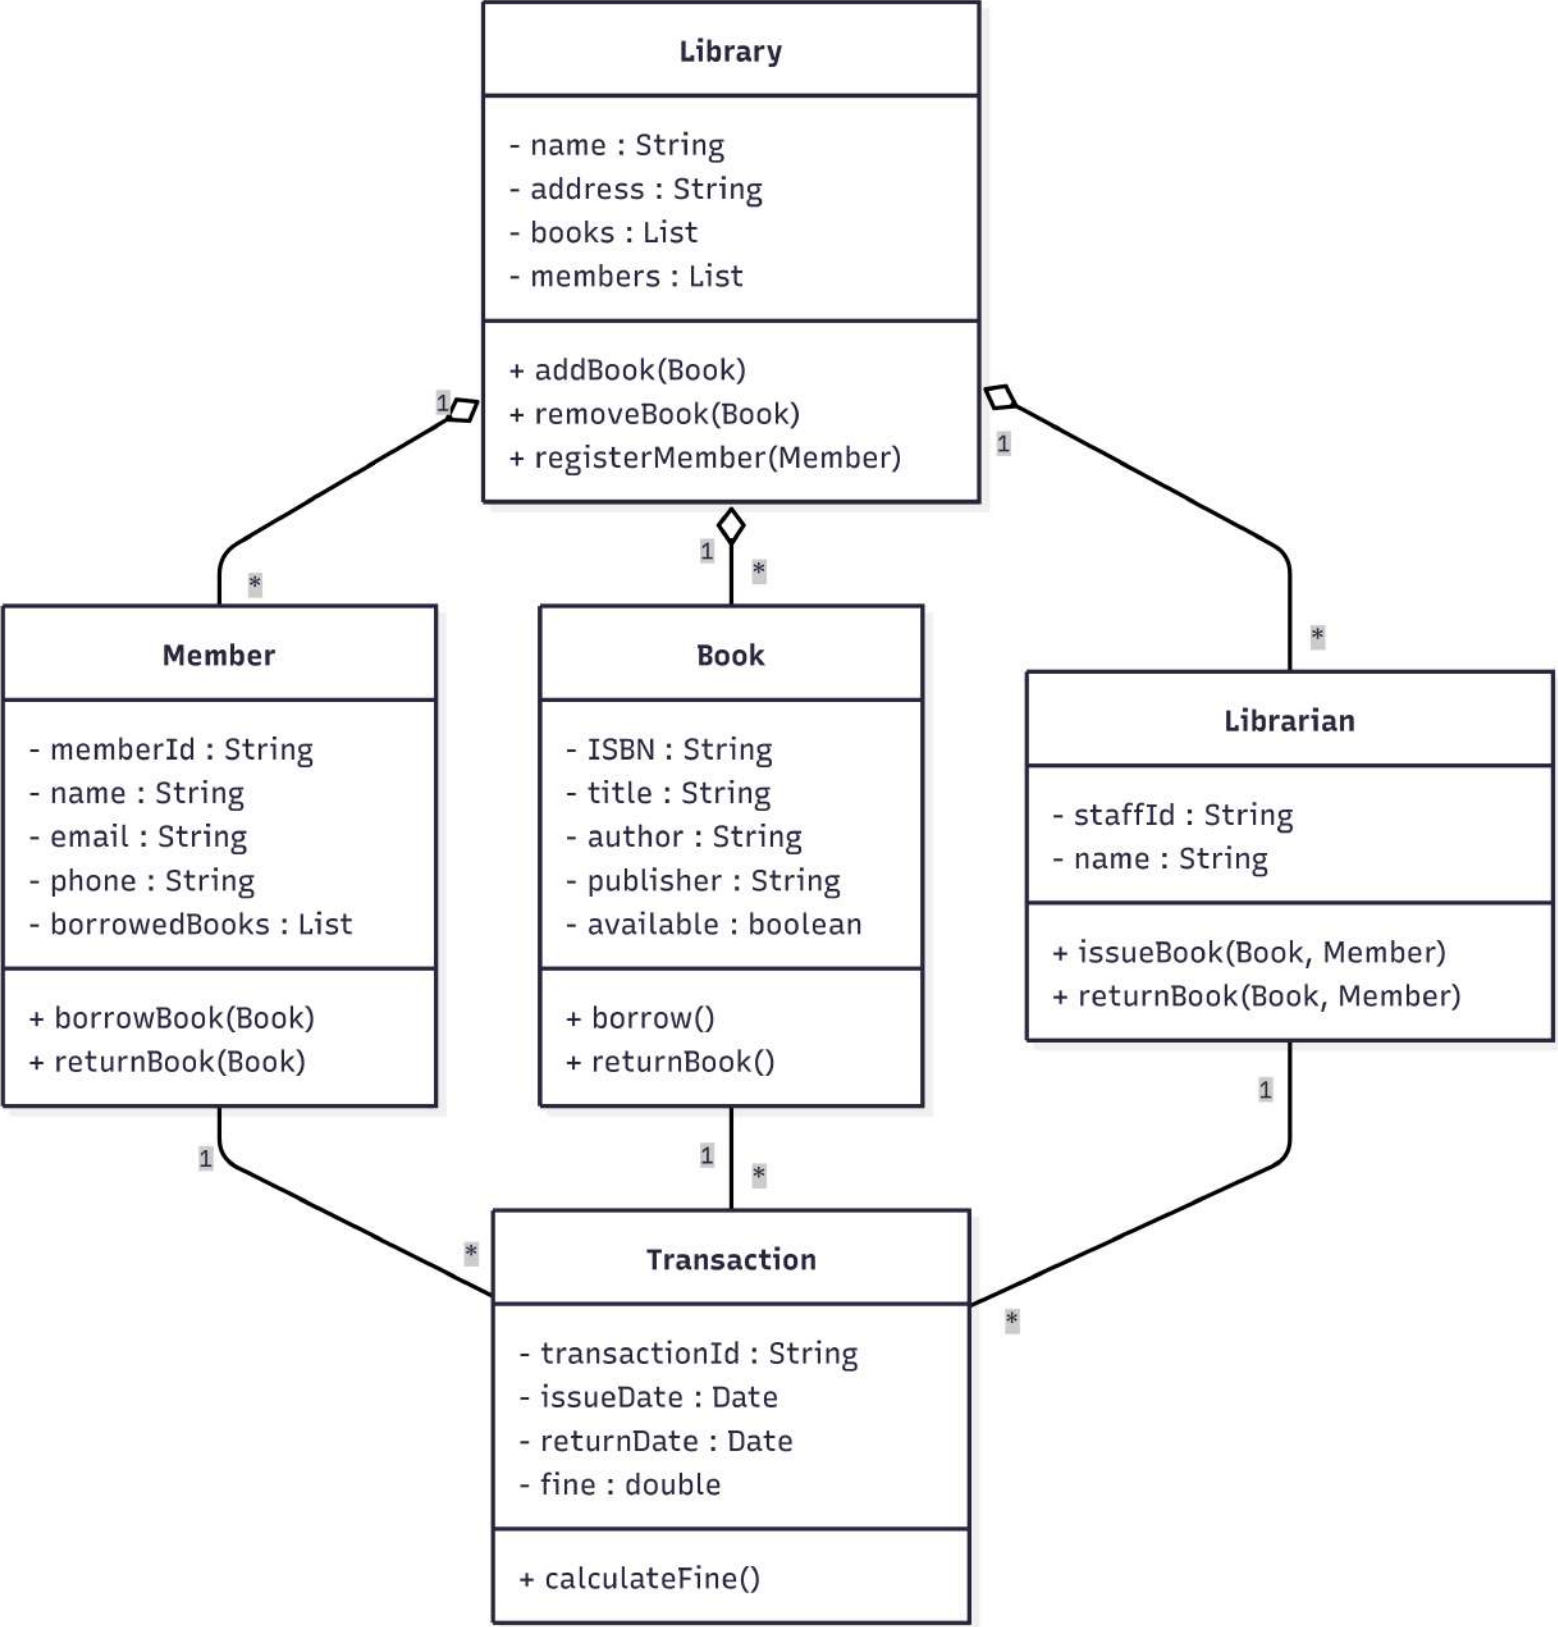 Library
- name : String
- address : String
- books : List
- members : List
+ addBook(Book)
+ removeBook(Book)
+ registerMember(Member)
1
1
1
*
*
*
Member
- memberId : String
- name : String
- email : String
- phone : String
- borrowedBooks : List
+ borrowBook(Book)
+ returnBook(Book)
Book
- ISBN : String
- title : String
- author : String
- publisher : String
- available : boolean
+ borrow()
+ returnBook()
Librarian
- staffId : String
- name : String
+ issueBook(Book, Member)
+ returnBook(Book, Member)
1
1
1
*
*
*
Transaction
- transactionId : String
- issueDate : Date
- returnDate : Date
- fine : double
+ calculateFine()